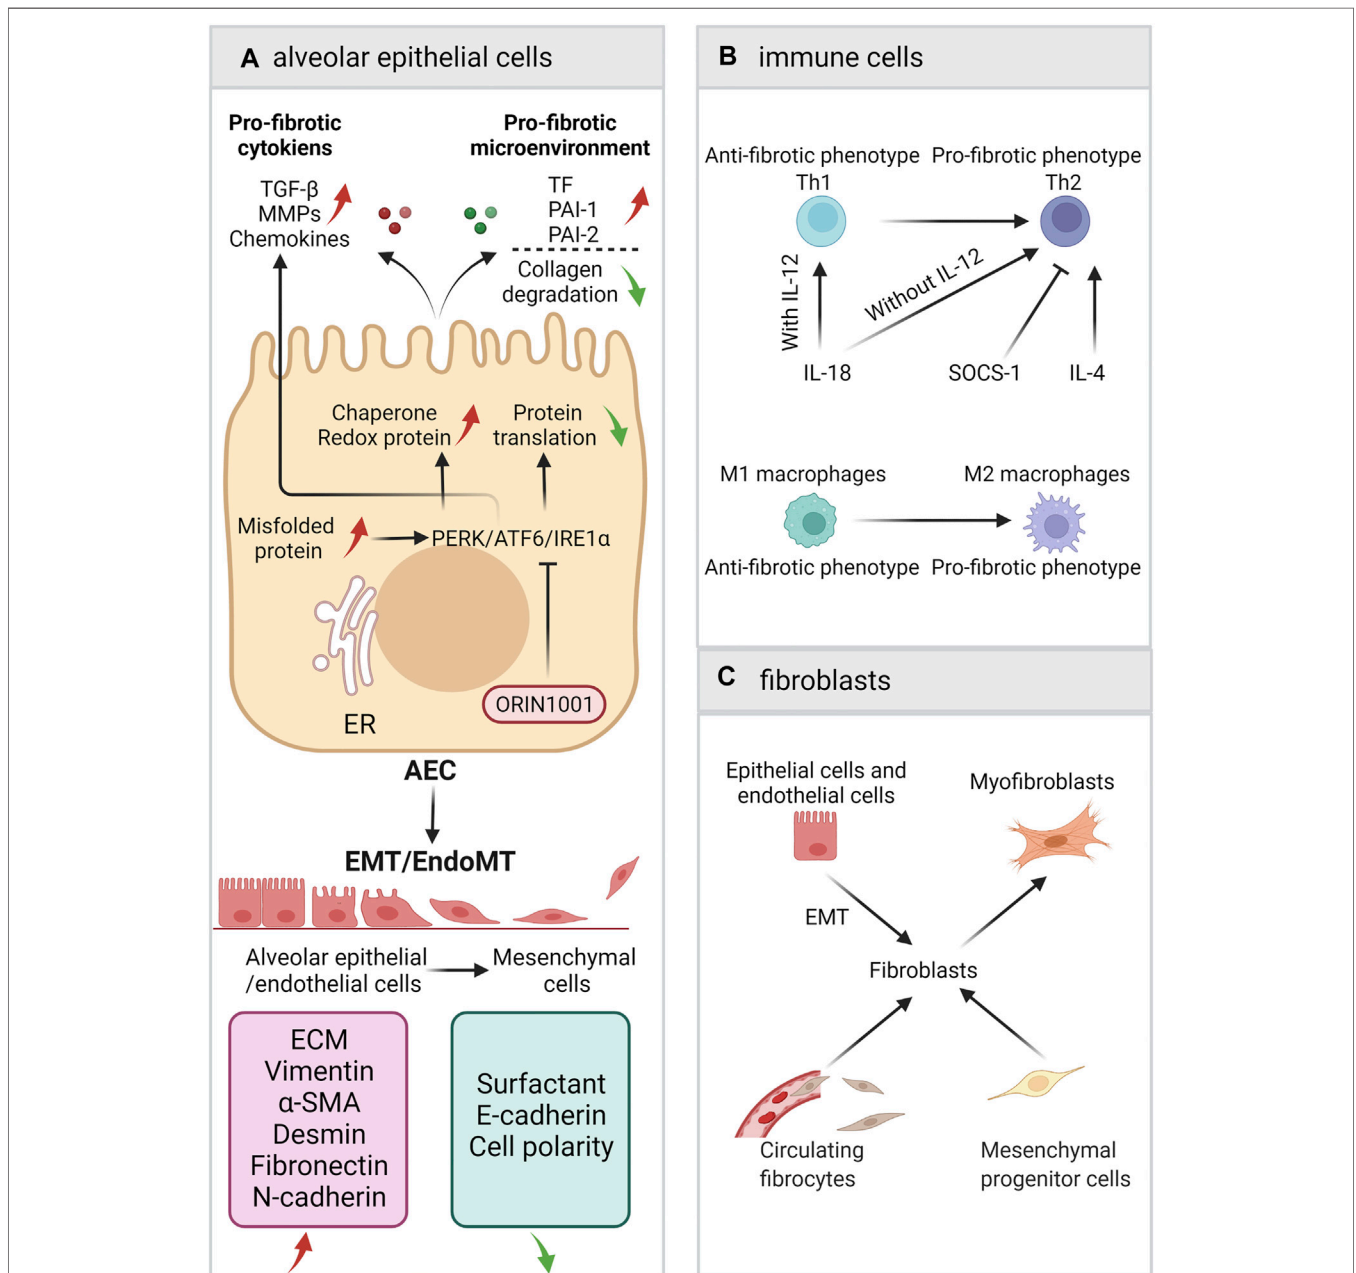 A alveolar epithelial cells
Pro-fibrotic
cytokiens
TGF-β
MMPs
Chemokines
Pro-fibrotic
microenvironment
TF
PAI-1
PAI-2
Collagen
degradation
Chaperone
Redox protein
Protein
translation
Misfolded
protein
PERK/ATF6/IRE1α
ORIN1001
ER
AEC
EMT/EndoMT
Alveolar epithelial
/endothelial cells
Mesenchymal
cells
ECM
Vimentin
α-SMA
Desmin
Fibronectin
N-cadherin
Surfactant
E-cadherin
Cell polarity
B immune cells
Anti-fibrotic phenotype
Th1
Pro-fibrotic phenotype
Th2
With IL-12
Without IL-12
IL-18
SOCS-1
IL-4
M1 macrophages
M2 macrophages
Anti-fibrotic phenotype
Pro-fibrotic phenotype
C fibroblasts
Epithelial cells and
endothelial cells
Myofibroblasts
EMT
Fibroblasts
Circulating
fibrocytes
Mesenchymal
progenitor cells